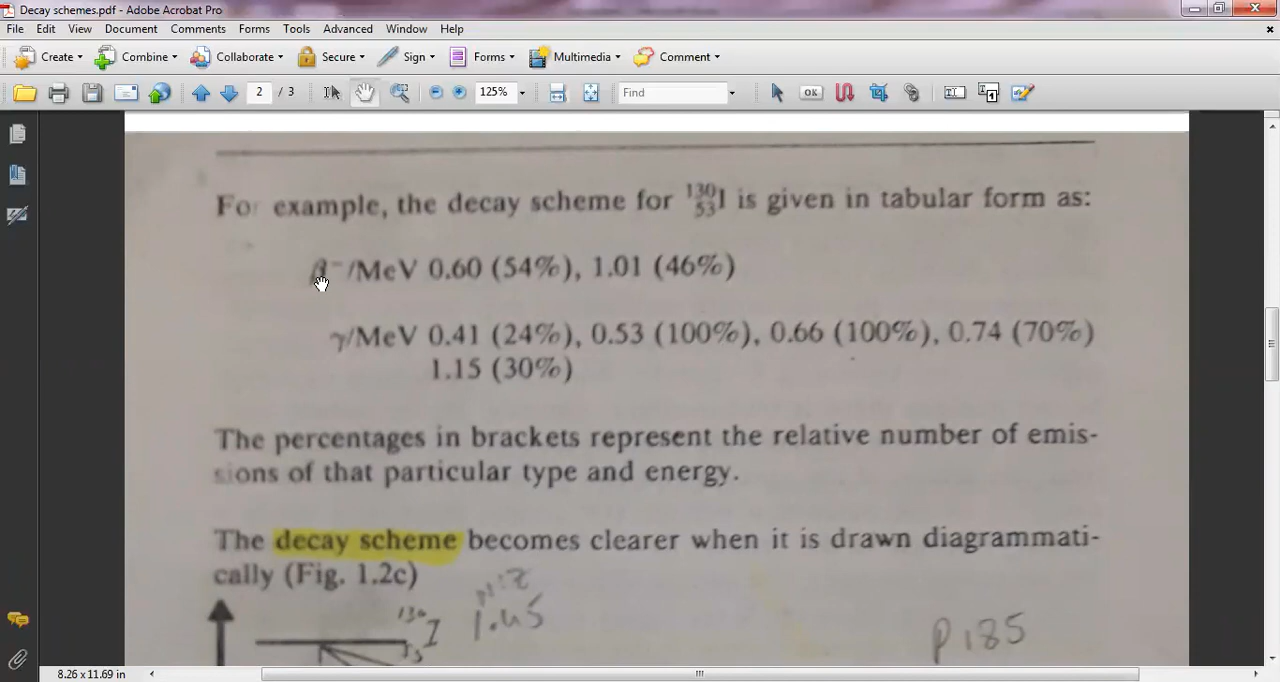 Decay schemes.pdf - Adobe Acrobat Pro
File Edit View Document Comments Forms Tools Advanced Window Help
Create Combine Collaborate Secure Sign Forms Multimedia Comment
2 / 3 OK 125% Find
For example, the decay scheme for ¹³⁰₅₃I is given in tabular form as:
β⁻/MeV 0.60 (54%), 1.01 (46%)
γ/MeV 0.41 (24%), 0.53 (100%), 0.66 (100%), 0.74 (70%)
1.15 (30%)
The percentages in brackets represent the relative number of emis-
sions of that particular type and energy.
The decay scheme becomes clearer when it is drawn diagrammati-
cally (Fig. 1.2c)
130 I
1.45
p 185
8.26 x 11.69 in